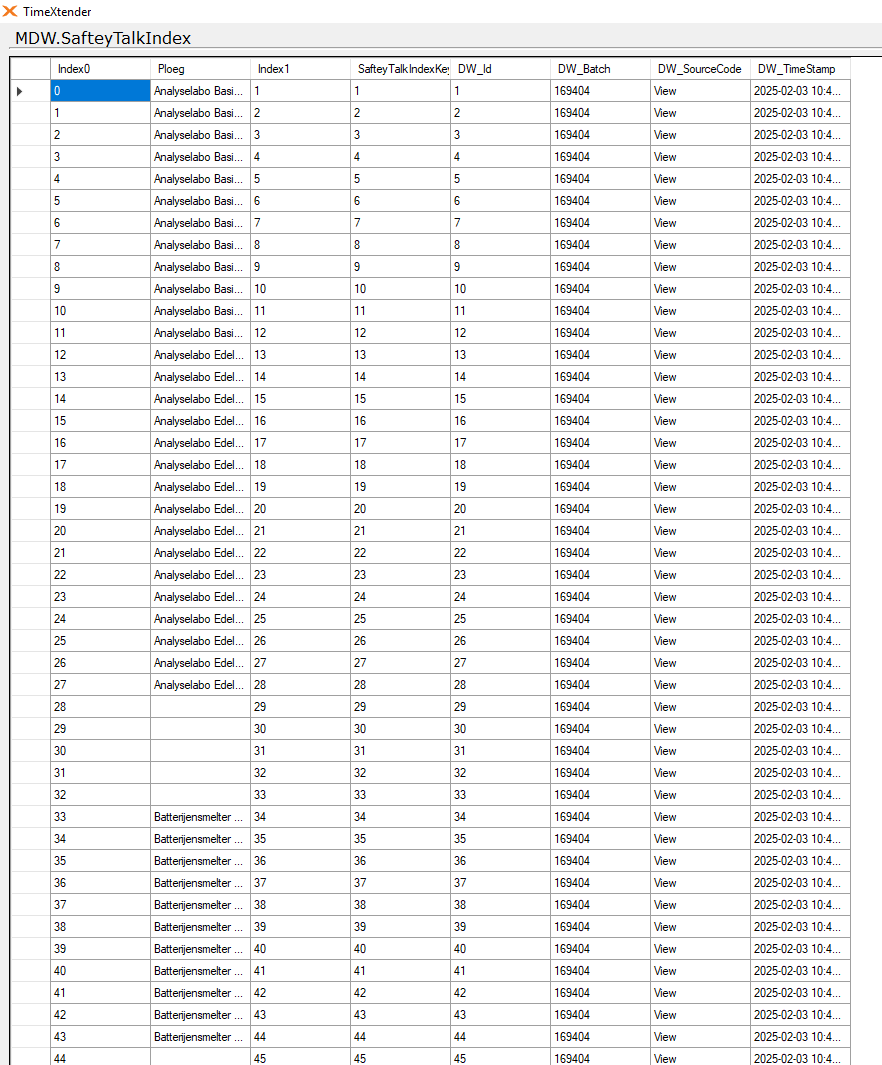 TimeXtender
MDW.SafteyTalkIndex
Index0 Ploeg Index1 SafteyTalkIndexKey DW_Id DW_Batch DW_SourceCode DW_TimeStamp
0 Analyselabo Basi... 1 1 1 169404 View 2025-02-03 10:4...
1 Analyselabo Basi... 2 2 2 169404 View 2025-02-03 10:4...
2 Analyselabo Basi... 3 3 3 169404 View 2025-02-03 10:4...
3 Analyselabo Basi... 4 4 4 169404 View 2025-02-03 10:4...
4 Analyselabo Basi... 5 5 5 169404 View 2025-02-03 10:4...
5 Analyselabo Basi... 6 6 6 169404 View 2025-02-03 10:4...
6 Analyselabo Basi... 7 7 7 169404 View 2025-02-03 10:4...
7 Analyselabo Basi... 8 8 8 169404 View 2025-02-03 10:4...
8 Analyselabo Basi... 9 9 9 169404 View 2025-02-03 10:4...
9 Analyselabo Basi... 10 10 10 169404 View 2025-02-03 10:4...
10 Analyselabo Basi... 11 11 11 169404 View 2025-02-03 10:4...
11 Analyselabo Basi... 12 12 12 169404 View 2025-02-03 10:4...
12 Analyselabo Edel... 13 13 13 169404 View 2025-02-03 10:4...
13 Analyselabo Edel... 14 14 14 169404 View 2025-02-03 10:4...
14 Analyselabo Edel... 15 15 15 169404 View 2025-02-03 10:4...
15 Analyselabo Edel... 16 16 16 169404 View 2025-02-03 10:4...
16 Analyselabo Edel... 17 17 17 169404 View 2025-02-03 10:4...
17 Analyselabo Edel... 18 18 18 169404 View 2025-02-03 10:4...
18 Analyselabo Edel... 19 19 19 169404 View 2025-02-03 10:4...
19 Analyselabo Edel... 20 20 20 169404 View 2025-02-03 10:4...
20 Analyselabo Edel... 21 21 21 169404 View 2025-02-03 10:4...
21 Analyselabo Edel... 22 22 22 169404 View 2025-02-03 10:4...
22 Analyselabo Edel... 23 23 23 169404 View 2025-02-03 10:4...
23 Analyselabo Edel... 24 24 24 169404 View 2025-02-03 10:4...
24 Analyselabo Edel... 25 25 25 169404 View 2025-02-03 10:4...
25 Analyselabo Edel... 26 26 26 169404 View 2025-02-03 10:4...
26 Analyselabo Edel... 27 27 27 169404 View 2025-02-03 10:4...
27 Analyselabo Edel... 28 28 28 169404 View 2025-02-03 10:4...
28 29 29 29 169404 View 2025-02-03 10:4...
29 30 30 30 169404 View 2025-02-03 10:4...
30 31 31 31 169404 View 2025-02-03 10:4...
31 32 32 32 169404 View 2025-02-03 10:4...
32 33 33 33 169404 View 2025-02-03 10:4...
33 Batterijensmelter ... 34 34 34 169404 View 2025-02-03 10:4...
34 Batterijensmelter ... 35 35 35 169404 View 2025-02-03 10:4...
35 Batterijensmelter ... 36 36 36 169404 View 2025-02-03 10:4...
36 Batterijensmelter ... 37 37 37 169404 View 2025-02-03 10:4...
37 Batterijensmelter ... 38 38 38 169404 View 2025-02-03 10:4...
38 Batterijensmelter ... 39 39 39 169404 View 2025-02-03 10:4...
39 Batterijensmelter ... 40 40 40 169404 View 2025-02-03 10:4...
40 Batterijensmelter ... 41 41 41 169404 View 2025-02-03 10:4...
41 Batterijensmelter ... 42 42 42 169404 View 2025-02-03 10:4...
42 Batterijensmelter ... 43 43 43 169404 View 2025-02-03 10:4...
43 Batterijensmelter ... 44 44 44 169404 View 2025-02-03 10:4...
44 45 45 45 169404 View 2025-02-03 10:4...